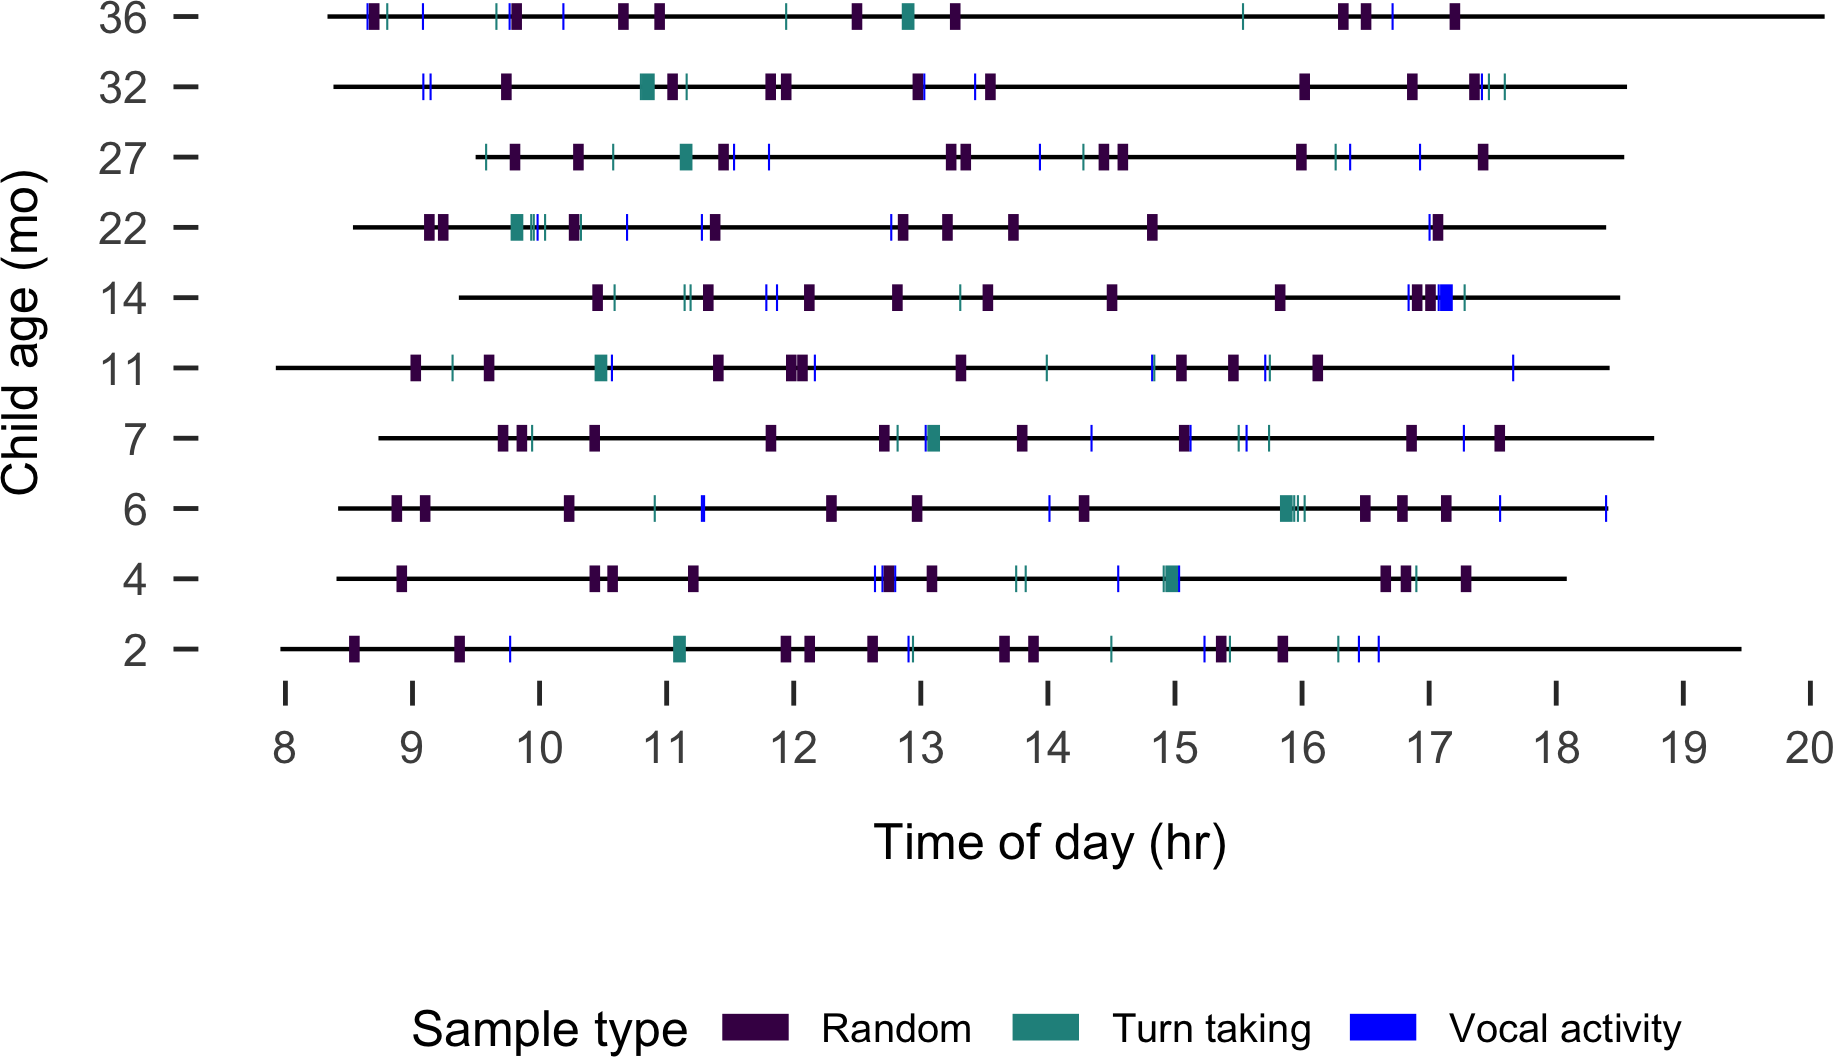 36
32
27
22
14
11
7
6
4
2
Child age (mo)
8 9 10 11 12 13 14 15 16 17 18 19 20
Time of day (hr)
Sample type Random Turn taking Vocal activity